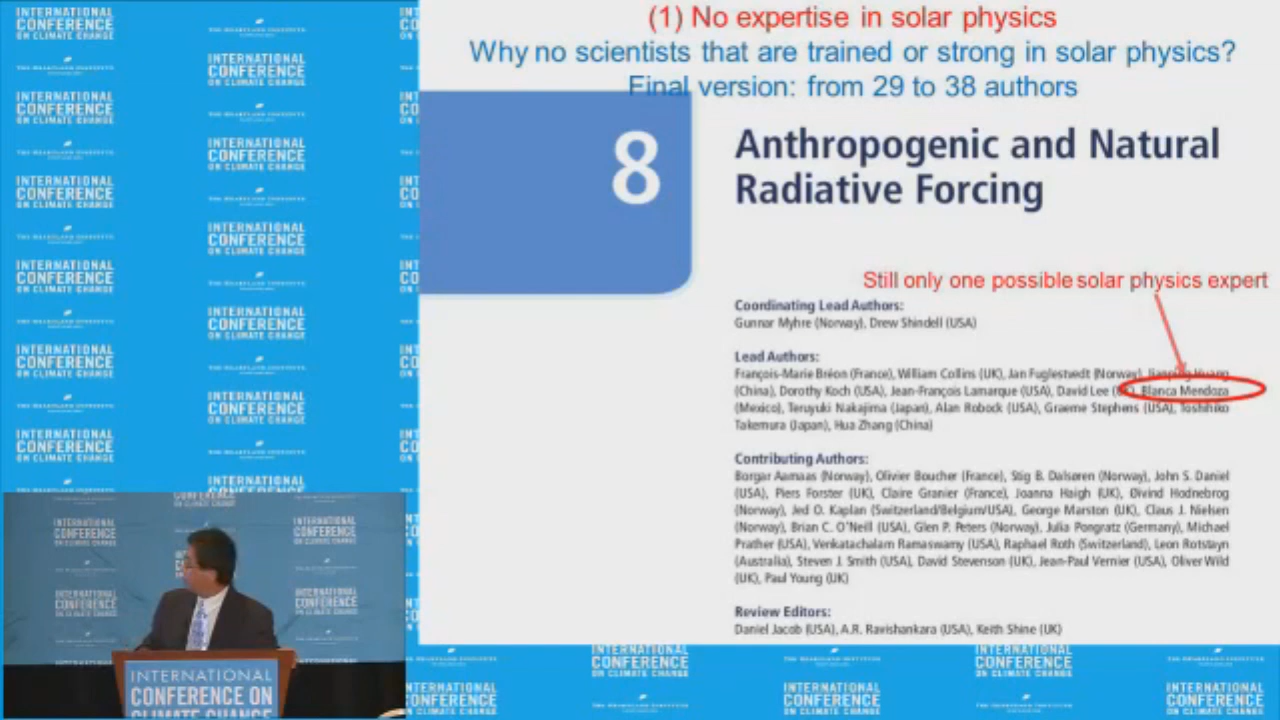 (1) No expertise in solar physics
Why no scientists that are trained or strong in solar physics?
Final version: from 29 to 38 authors
8
Anthropogenic and Natural
Radiative Forcing
Still only one possible solar physics expert
Coordinating Lead Authors:
Gunnar Myhre (Norway), Drew Shindell (USA)
Lead Authors:
François-Marie Bréon (France), William Collins (UK), Jan Fuglestvedt (Norway), Jianping Huang
(China), Dorothy Koch (USA), Jean-François Lamarque (USA), David Lee (UK), Blanca Mendoza
(Mexico), Teruyuki Nakajima (Japan), Alan Robock (USA), Graeme Stephens (USA), Toshihiko
Takemura (Japan), Hua Zhang (China)
Contributing Authors:
Borgar Aamaas (Norway), Olivier Boucher (France), Stig B. Dalsøren (Norway), John S. Daniel
(USA), Piers Forster (UK), Claire Granier (France), Joanna Haigh (UK), Øivind Hodnebrog
(Norway), Jed O. Kaplan (Switzerland/Belgium/USA), George Marston (UK), Claus J. Nielsen
(Norway), Brian C. O'Neill (USA), Glen P. Peters (Norway), Julia Pongratz (Germany), Michael
Prather (USA), Venkatachalam Ramaswamy (USA), Raphael Roth (Switzerland), Leon Rotstayn
(Australia), Steven J. Smith (USA), David Stevenson (UK), Jean-Paul Vernier (USA), Oliver Wild
(UK), Paul Young (UK)
Review Editors:
Daniel Jacob (USA), A.R. Ravishankara (USA), Keith Shine (UK)
INTERNATIONAL
CONFERENCE
ON CLIMATE CHANGE
THE HEARTLAND INSTITUTE
INTERNATIONAL
CONFERENCE ON
CLIMATE CHANGE